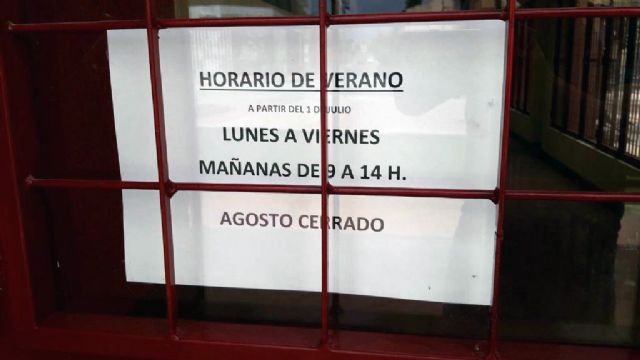 HORARIO DE VERANO
A PARTIR DEL 1 DE JULIO
LUNES A VIERNES
MAÑANAS DE 9 A 14 H.
AGOSTO CERRADO